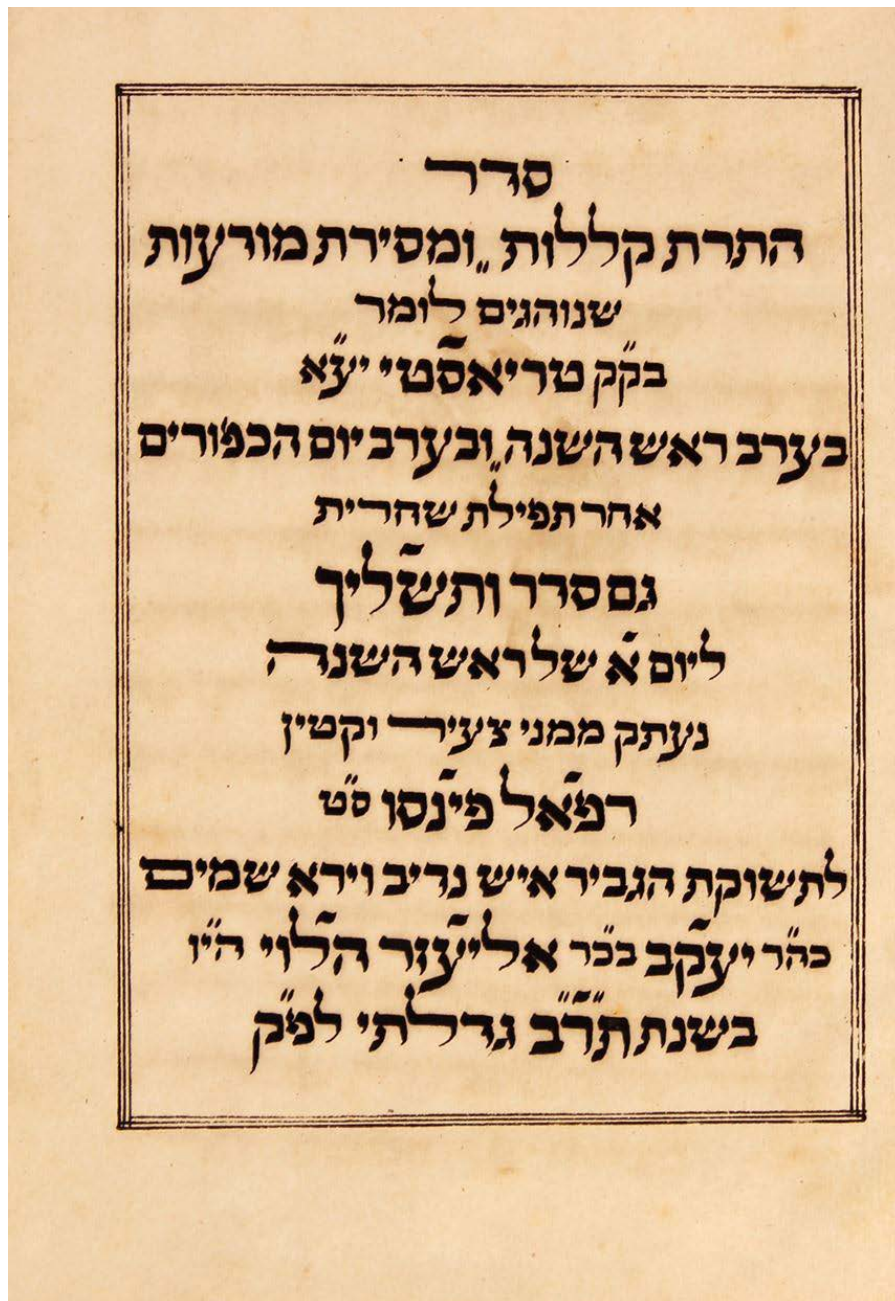 סדר
התרת קללות ,, ומסירת מודעות
שנוהגים לומר
בק״ק טריאסטי יע״א
בערב ראש השנה ,, ובערב יום הכפורים
אחר תפילת שחרית
גם סדר ותשליך
ליום א של ראש השנה
נעתק ממני צעיר וקטין
רפאל פינסו ס״ט
לתשוקת הגביר איש נדיב וירא שמים
כה״ר יעקב בכ״ר אליעזר הלוי הי״ו
בשנת ת״ר״ב גדלתי לפ״ק